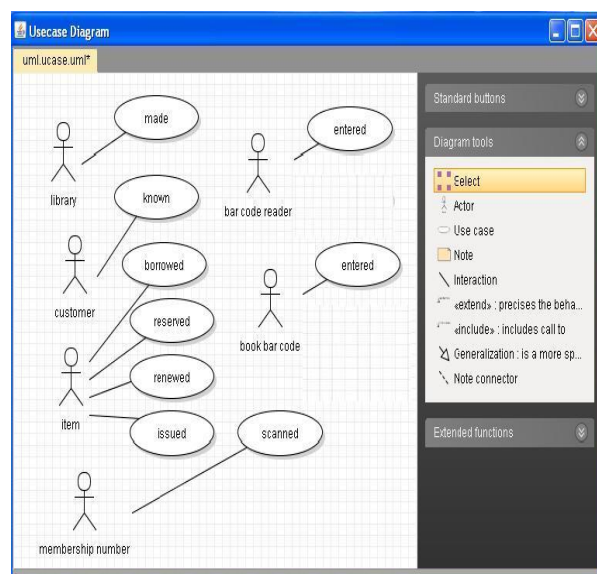 Usecase Diagram
uml.ucase.uml*
made
library
entered
bar code reader
known
customer
borrowed
reserved
renewed
issued
item
entered
book bar code
scanned
membership number
Standard buttons
Diagram tools
Select
Actor
Use case
Note
Interaction
«extend» : precises the beha...
«include» : includes call to
Generalization : is a more sp...
Note connector
Extended functions